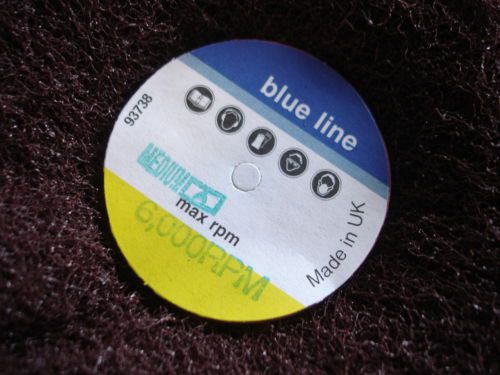 blue line
93738
MEDIUM A
max rpm
6,000RPM
Made in UK